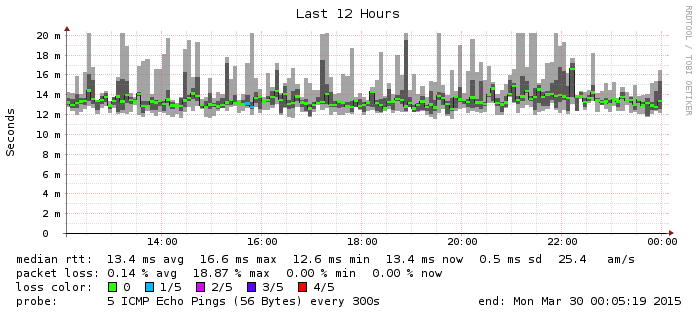 Last 12 Hours
RRDTOOL / TOBI OETIKER
Seconds
20 m
18 m
16 m
14 m
12 m
10 m
8 m
6 m
4 m
2 m
0
14:00 16:00 18:00 20:00 22:00 00:00
median rtt: 13.4 ms avg 16.6 ms max 12.6 ms min 13.4 ms now 0.5 ms sd 25.4 am/s
packet loss: 0.14 % avg 18.87 % max 0.00 % min 0.00 % now
loss color: 0 1/5 2/5 3/5 4/5
probe: 5 ICMP Echo Pings (56 Bytes) every 300s end: Mon Mar 30 00:05:19 2015